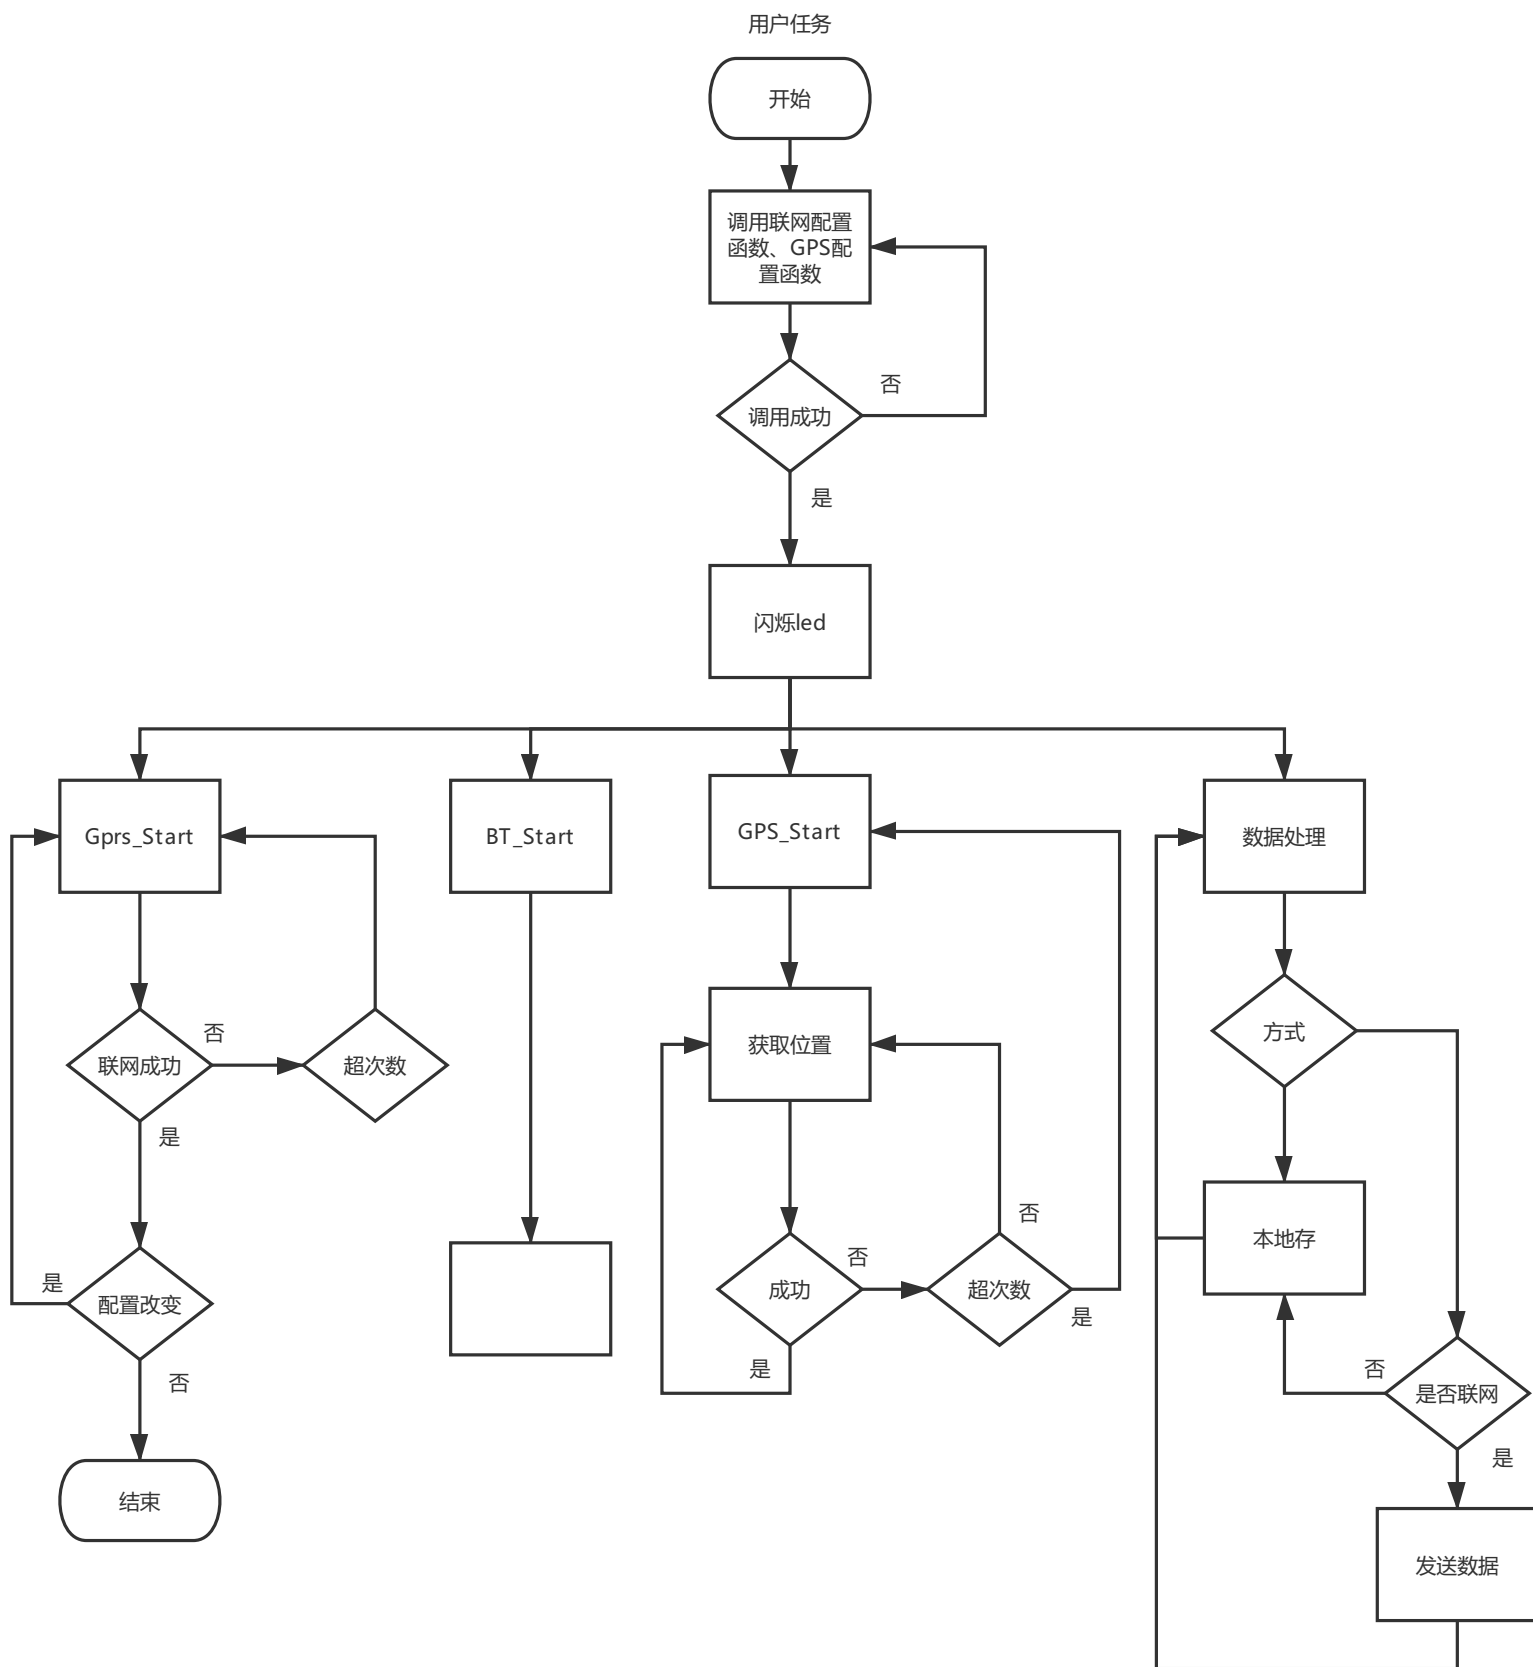 用户任务
开始
调用联网配置
函数、GPS配
置函数
调用成功
否
是
闪烁led
Gprs_Start
BT_Start
GPS_Start
数据处理
联网成功
否
超次数
是
配置改变
是
否
结束
获取位置
成功
否
超次数
否
是
是
方式
本地存
是否联网
否
是
发送数据